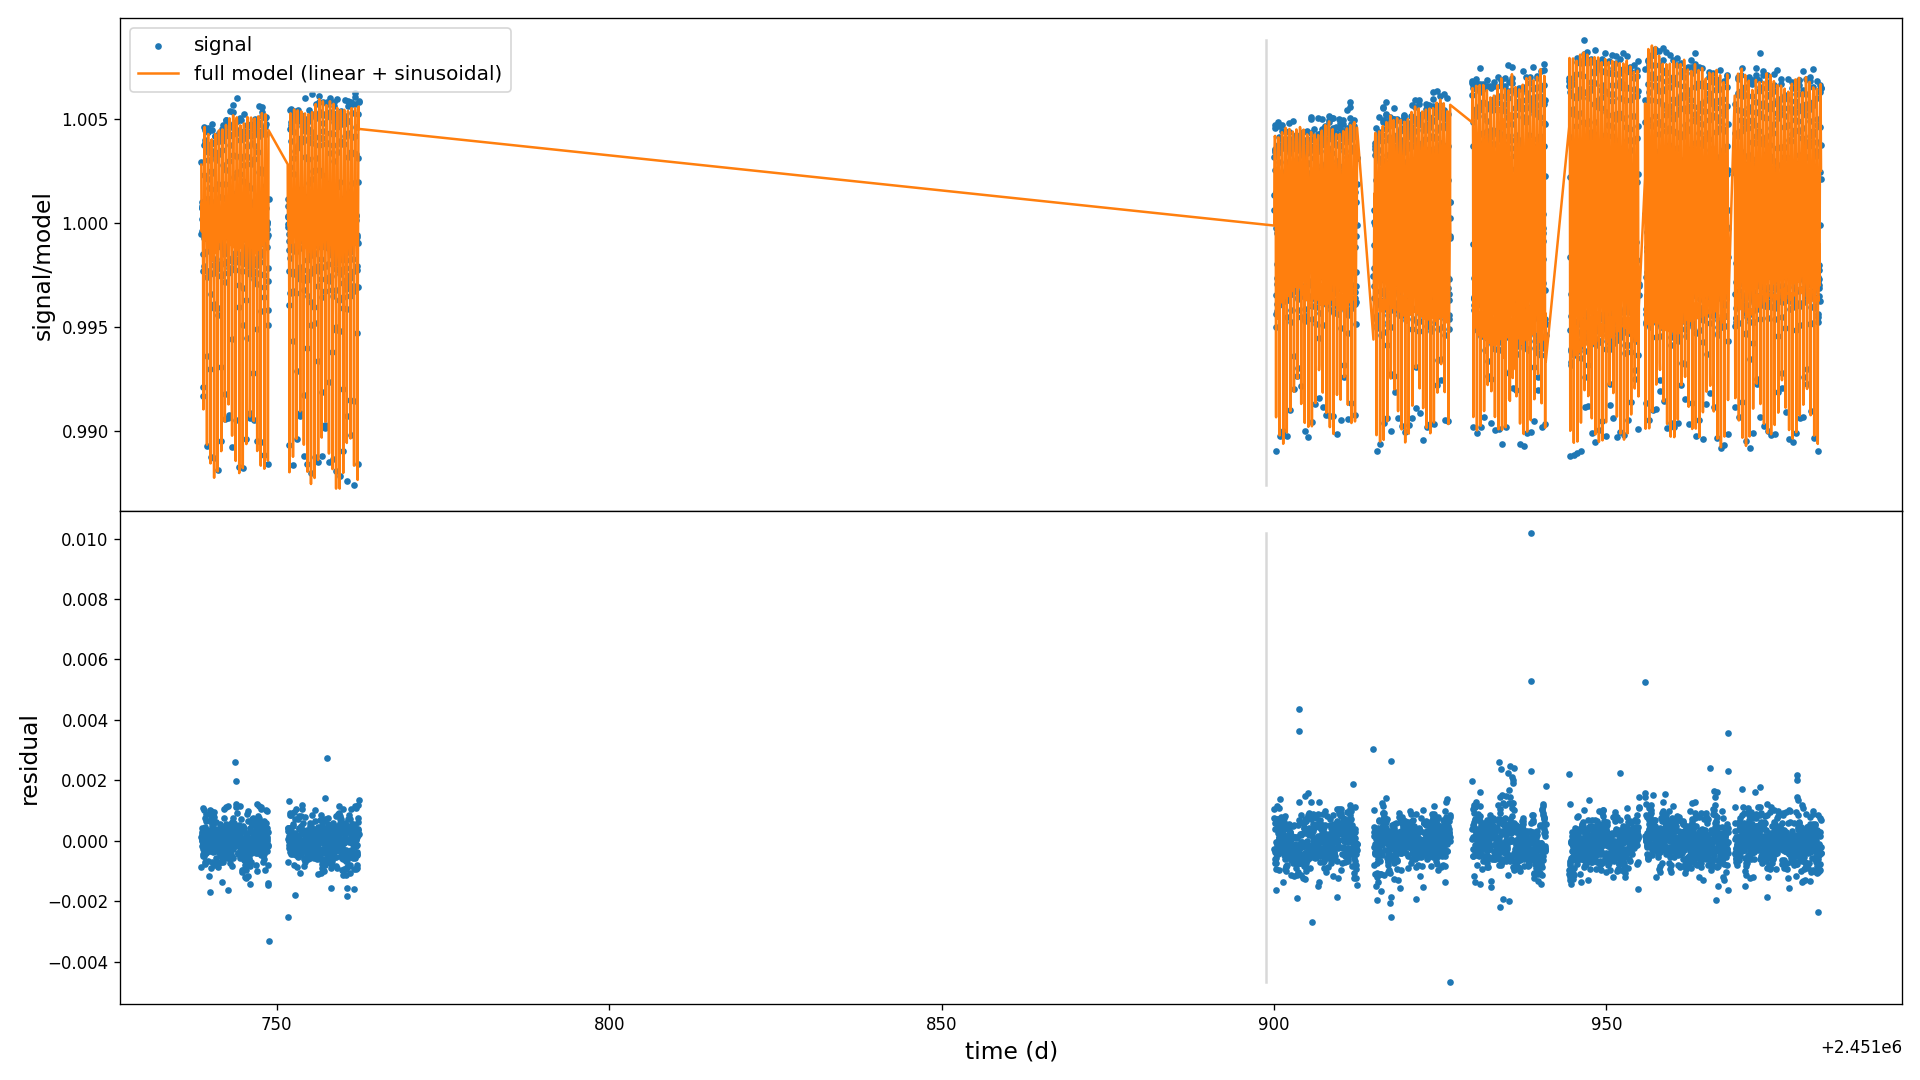 signal
full model (linear + sinusoidal)
signal/model
1.005
1.000
0.995
0.990
residual
0.010
0.008
0.006
0.004
0.002
0.000
−0.002
−0.004
750
800
850
900
950
time (d)
+2.451e6